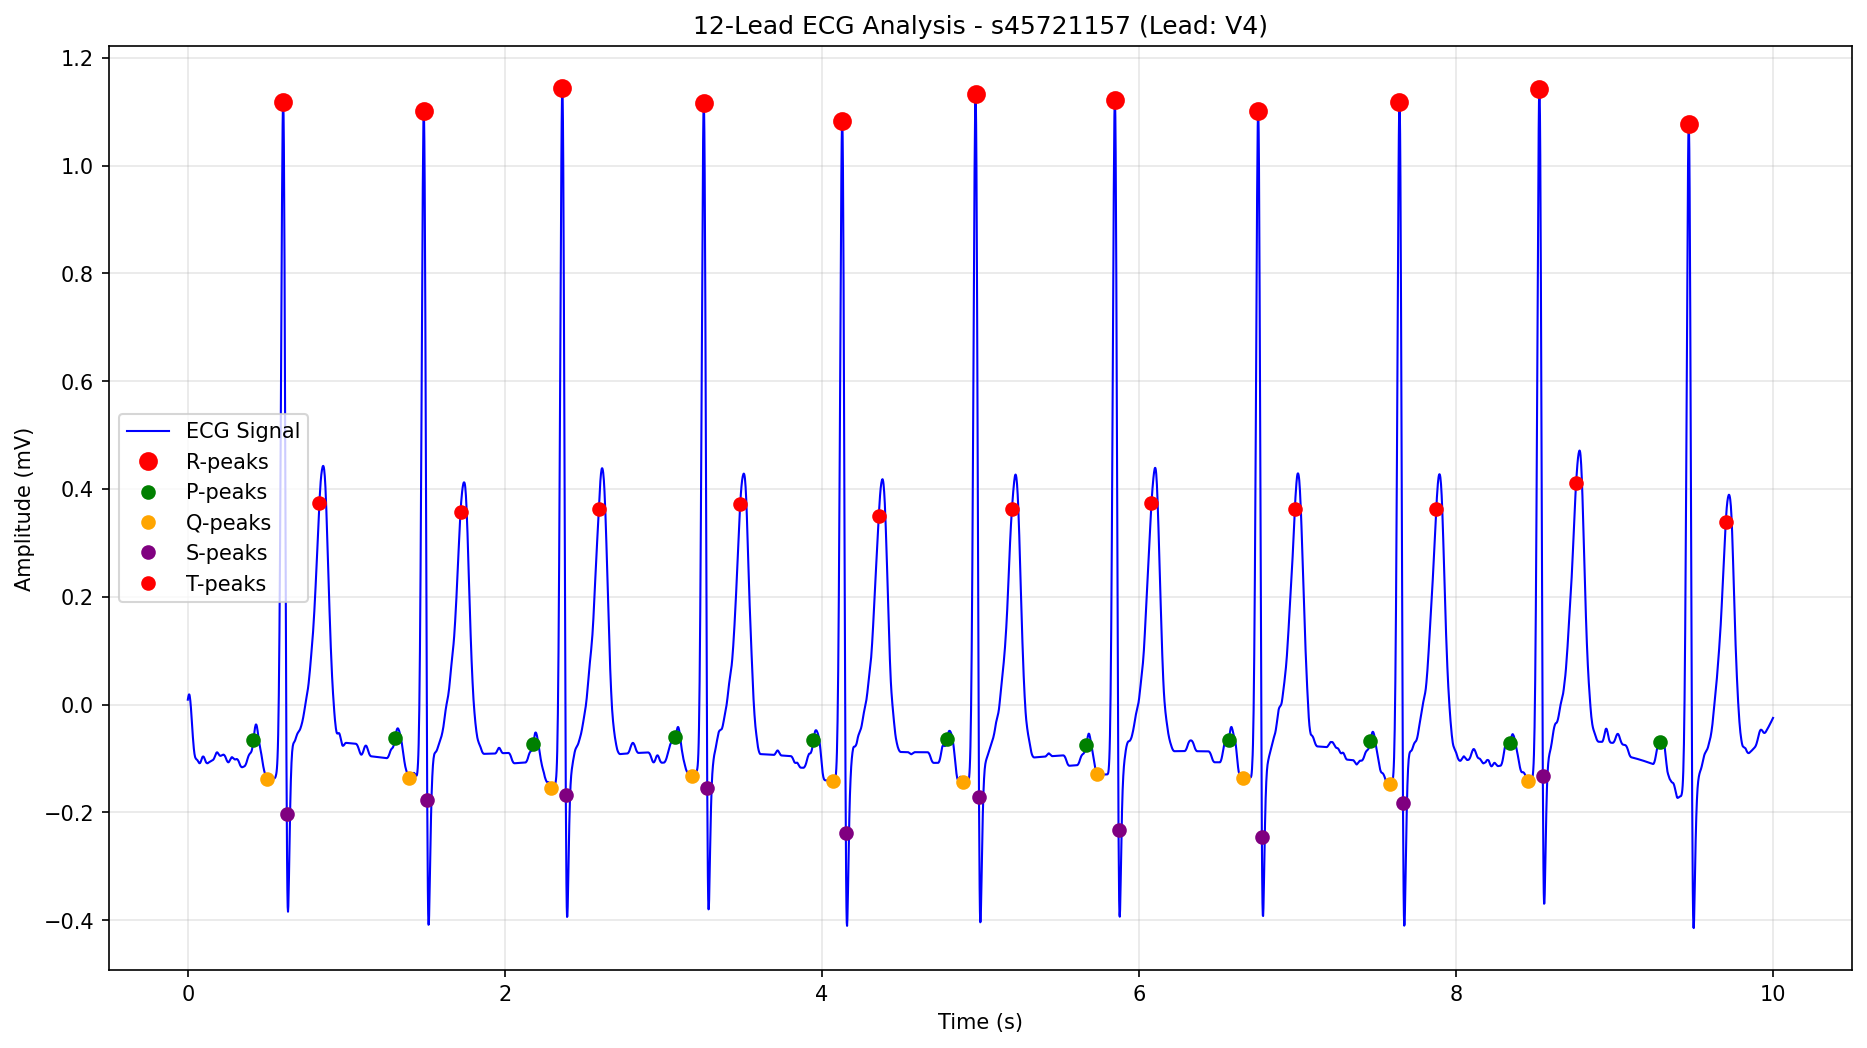 12-Lead ECG Analysis - s45721157 (Lead: V4)
1.2
1.0
0.8
0.6
0.4
0.2
0.0
−0.2
−0.4
Amplitude (mV)
ECG Signal
R-peaks
P-peaks
Q-peaks
S-peaks
T-peaks
0 2 4 6 8 10
Time (s)